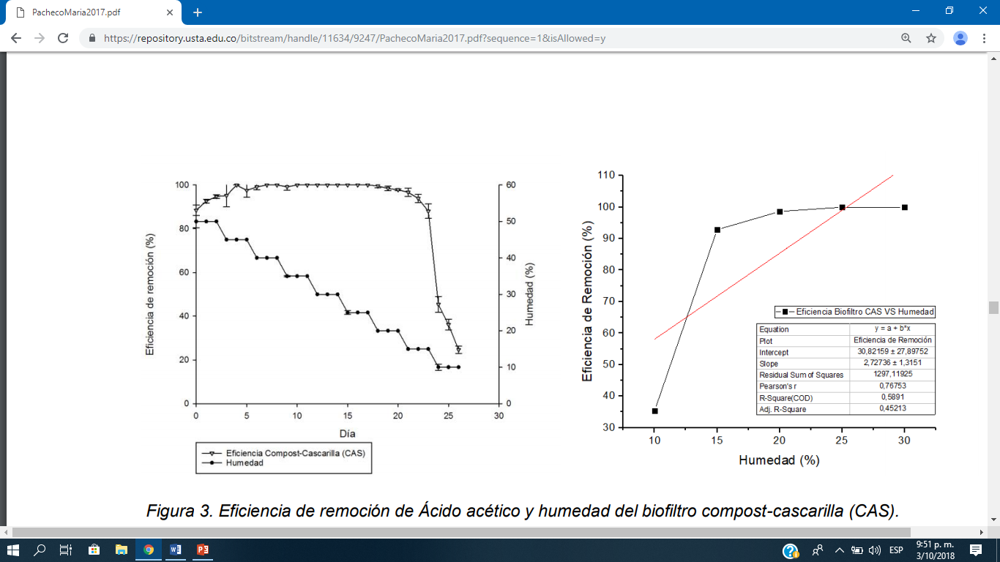 PachecoMaria2017.pdf
https://repository.usta.edu.co/bitstream/handle/11634/9247/PachecoMaria2017.pdf?sequence=1&isAllowed=y
Eficiencia de remoción (%)
100
80
60
40
20
0
60
50
40
30
20
10
0
Humedad (%)
0 5 10 15 20 25 30
Día
Eficiencia Compost-Cascarilla (CAS)
Humedad
Eficiencia de Remoción (%)
110
100
90
80
70
60
50
40
30
10 15 20 25 30
Humedad (%)
Eficiencia Biofiltro CAS VS Humedad
Equation y = a + b*x
Plot Eficiencia de Remoción
Intercept 30,82159 ± 27,89752
Slope 2,72736 ± 1,3151
Residual Sum of Squares 1297,11925
Pearson's r 0,76753
R-Square(COD) 0,5891
Adj. R-Square 0,45213
Figura 3. Eficiencia de remoción de Ácido acético y humedad del biofiltro compost-cascarilla (CAS).
ESP
9:51 p. m.
3/10/2018